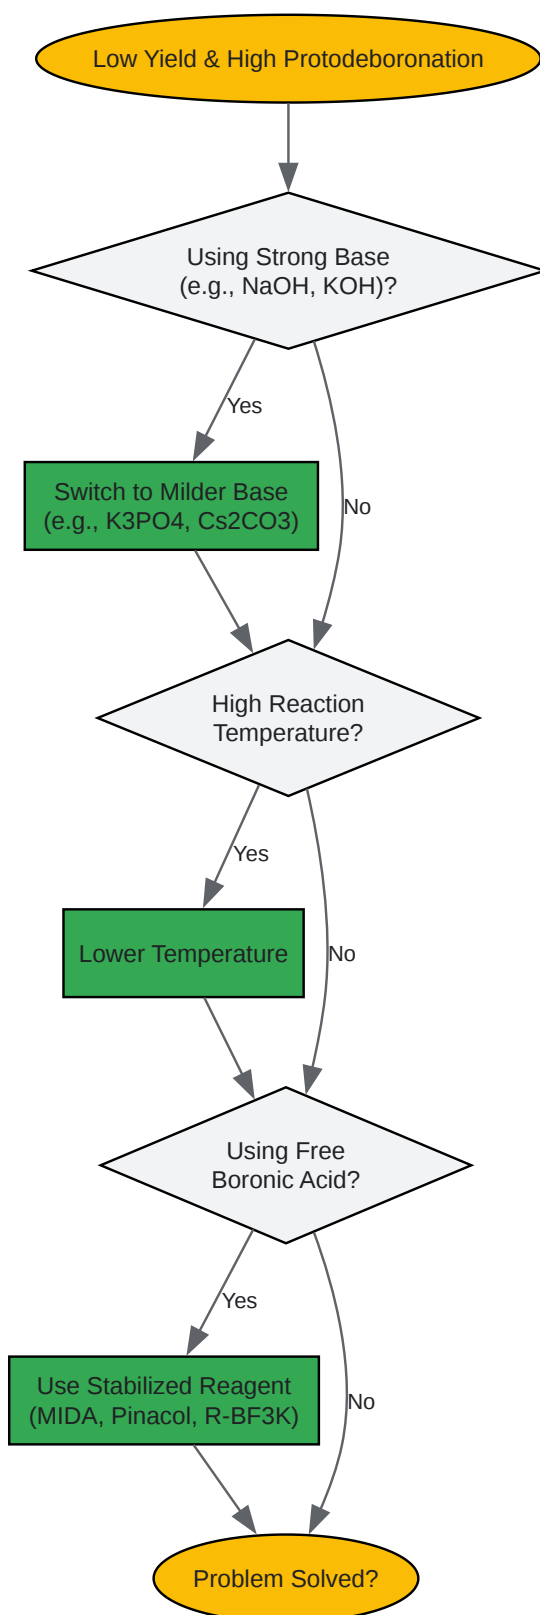 Low Yield & High Protodeboronation
Using Strong Base
(e.g., NaOH, KOH)?
Yes
Switch to Milder Base
(e.g., K3PO4, Cs2CO3)
No
High Reaction
Temperature?
Yes
Lower Temperature
No
Using Free
Boronic Acid?
Yes
Use Stabilized Reagent
(MIDA, Pinacol, R-BF3K)
No
Problem Solved?